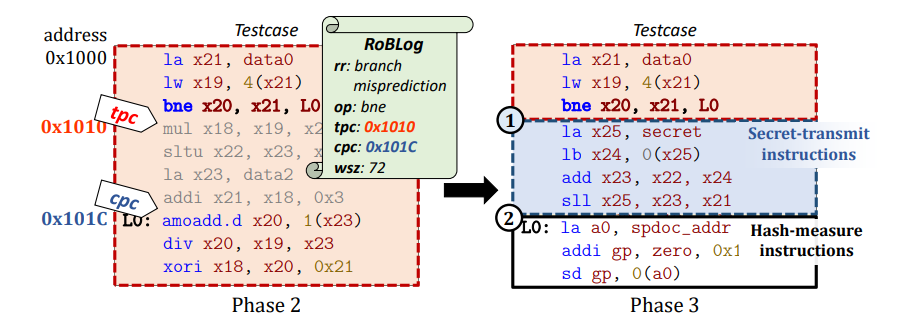 address
0x1000
Testcase
la x21, data0
lw x19, 4(x21)
bne x20, x21, L0
tpc
0x1010
mul x18, x19,
sltu x22, x23,
la x23, data2
addi x21, x18, 0x3
cpc
0x101C
L0: amoadd.d x20, 1(x23)
div x20, x19, x23
xori x18, x20, 0x21
Phase 2
RoBLog
rr: branch
misprediction
op: bne
tpc: 0x1010
cpc: 0x101C
wsz: 72
Testcase
la x21, data0
lw x19, 4(x21)
bne x20, x21, L0
1
la x25, secret
lb x24, 0(x25)
add x23, x22, x24
sll x25, x23, x21
Secret-transmit
instructions
2
L0: la a0, spdoc_addr
addi gp, zero, 0x1
sd gp, 0(a0)
Hash-measure
instructions
Phase 3